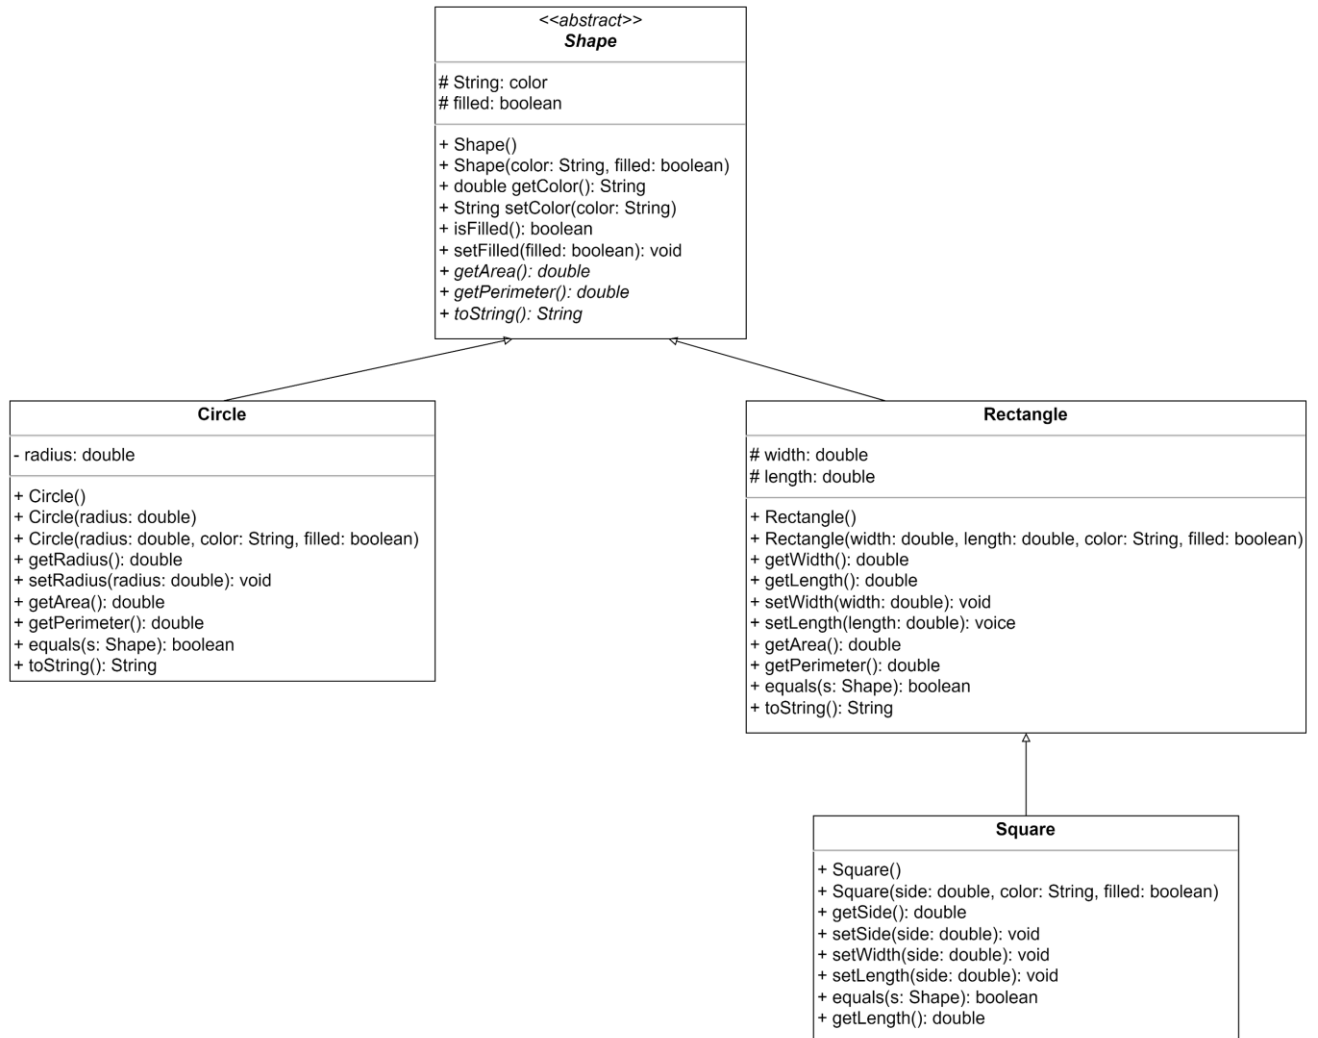 <<abstract>>
Shape
# String: color
# filled: boolean
+ Shape()
+ Shape(color: String, filled: boolean)
+ double getColor(): String
+ String setColor(color: String)
+ isFilled(): boolean
+ setFilled(filled: boolean): void
+ getArea(): double
+ getPerimeter(): double
+ toString(): String
Circle
- radius: double
+ Circle()
+ Circle(radius: double)
+ Circle(radius: double, color: String, filled: boolean)
+ getRadius(): double
+ setRadius(radius: double): void
+ getArea(): double
+ getPerimeter(): double
+ equals(s: Shape): boolean
+ toString(): String
Rectangle
# width: double
# length: double
+ Rectangle()
+ Rectangle(width: double, length: double, color: String, filled: boolean)
+ getWidth(): double
+ getLength(): double
+ setWidth(width: double): void
+ setLength(length: double): voice
+ getArea(): double
+ getPerimeter(): double
+ equals(s: Shape): boolean
+ toString(): String
Square
+ Square()
+ Square(side: double, color: String, filled: boolean)
+ getSide(): double
+ setSide(side: double): void
+ setWidth(side: double): void
+ setLength(side: double): void
+ equals(s: Shape): boolean
+ getLength(): double